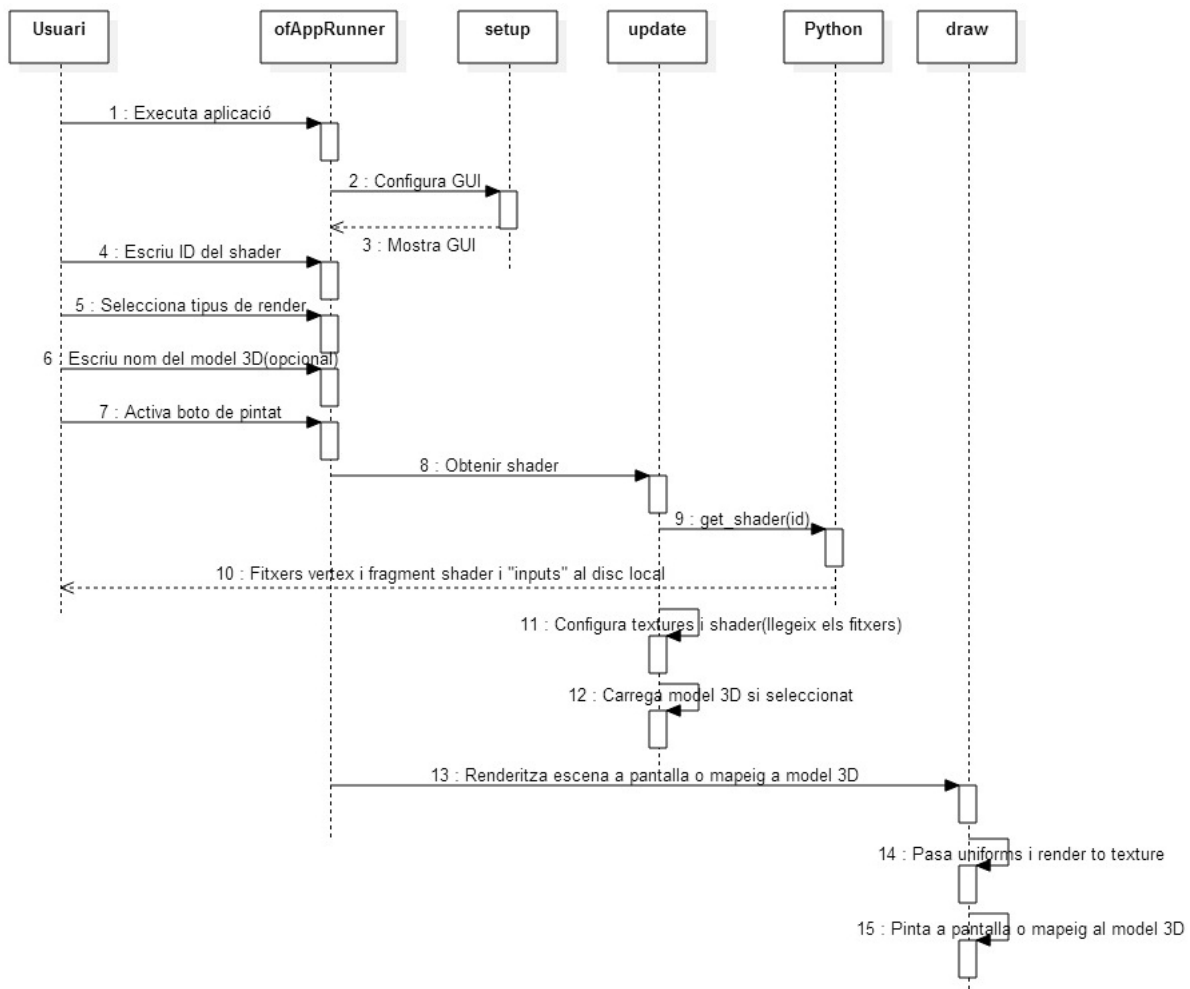 Usuari
ofAppRunner
setup
update
Python
draw
1 : Executa aplicació
2 : Configura GUI
3 : Mostra GUI
4 : Escriu ID del shader
5 : Selecciona tipus de render
6 : Escriu nom del model 3D(opcional)
7 : Activa boto de pintat
8 : Obtenir shader
9 : get_shader(id)
10 : Fitxers vertex i fragment shader i "inputs" al disc local
11 : Configura textures i shader(llegeix els fitxers)
12 : Carrega model 3D si seleccionat
13 : Renderitza escena a pantalla o mapeig a model 3D
14 : Pasa uniforms i render to texture
15 : Pinta a pantalla o mapeig al model 3D